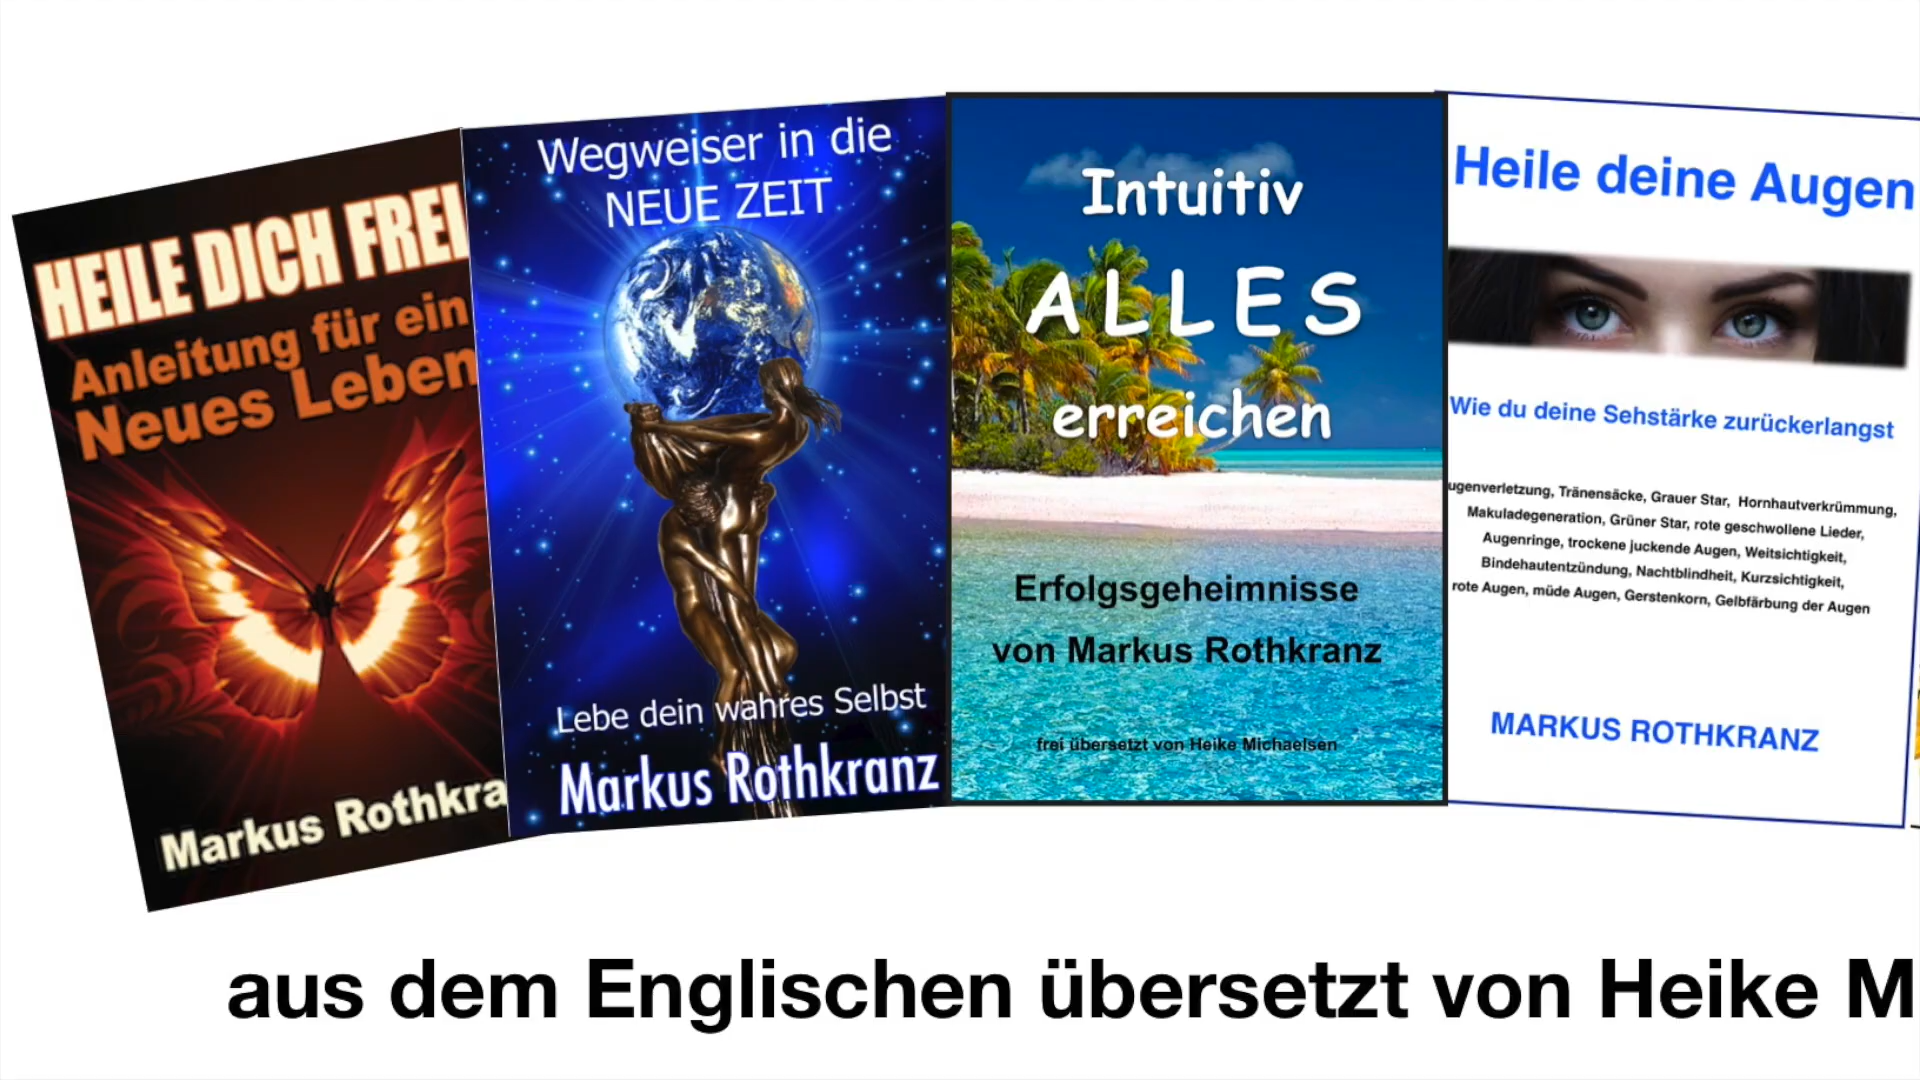 HEILE DICH FREI
Anleitung für ein
Neues Leben
Markus Rothkra
Wegweiser in die
NEUE ZEIT
Lebe dein wahres Selbst
Markus Rothkranz
Intuitiv
ALLES
erreichen
Erfolgsgeheimnisse
von Markus Rothkranz
frei übersetzt von Heike Michaelsen
Heile deine Augen
Wie du deine Sehstärke zurückerlangst
ugenverletzung, Tränensäcke, Grauer Star, Hornhautverkrümmung,
Makuladegeneration, Grüner Star, rote geschwollene Lieder,
Augenringe, trockene juckende Augen, Weitsichtigkeit,
Bindehautentzündung, Nachtblindheit, Kurzsichtigkeit,
rote Augen, müde Augen, Gerstenkorn, Gelbfärbung der Augen
MARKUS ROTHKRANZ
aus dem Englischen übersetzt von Heike M